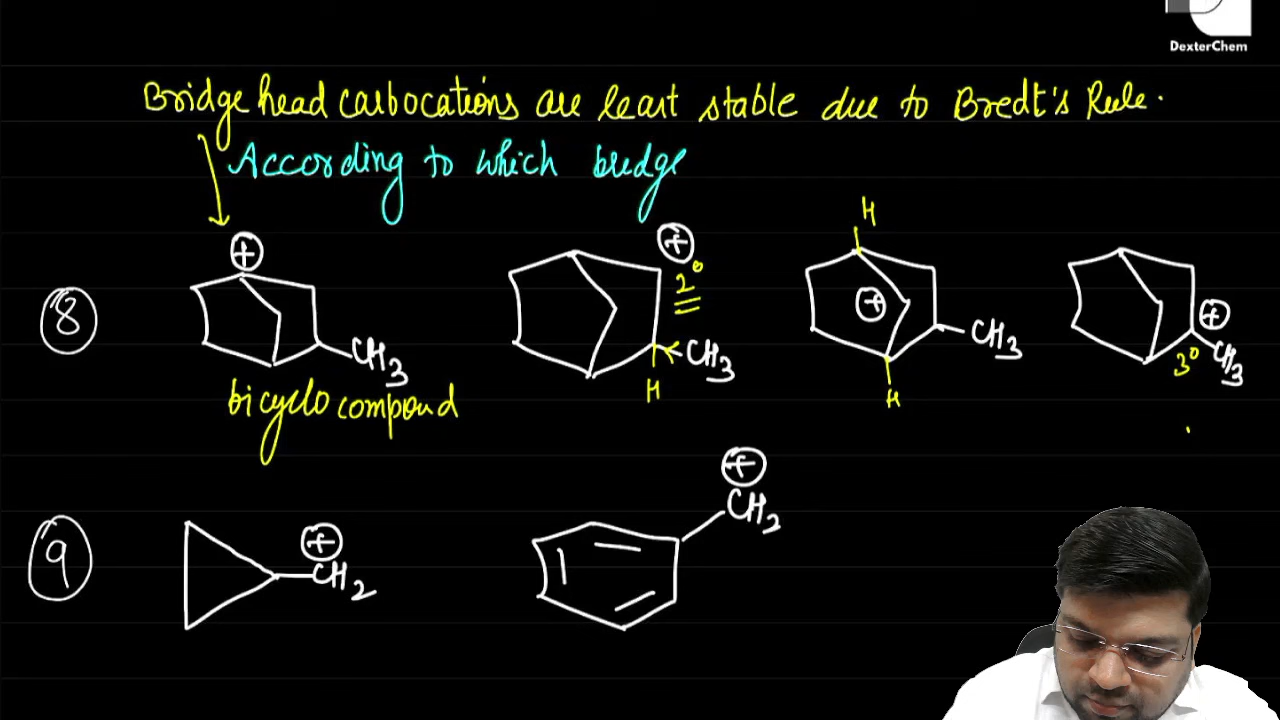 DexterChem
Bridge head carbocations are least stable due to Bredt's Rule.
According to which bridge
H
⊕ ⊕ 2° ⊕ ⊕
8
CH3 CH3 CH3 3° CH3
H H
bicyclo compound
⊕
9
⊕ CH2
CH2